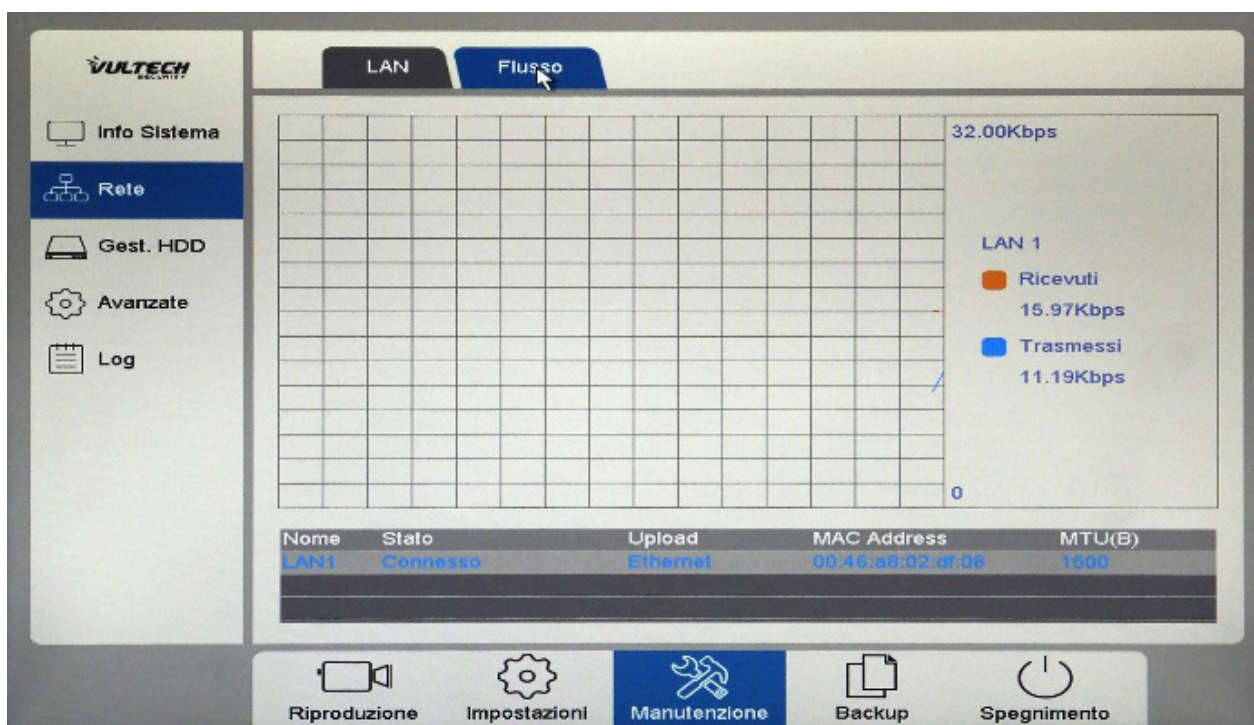 VULTECH
SECURITY
Info Sistema
Rete
Gest. HDD
Avanzate
Log
LAN
Flusso
32.00Kbps
LAN 1
Ricevuti
15.97Kbps
Trasmessi
11.19Kbps
0
Nome Stato Upload MAC Address MTU(B)
LAN1 Connesso Ethernet 00:46:a8:02:df:08 1500
Riproduzione Impostazioni Manutenzione Backup Spegnimento